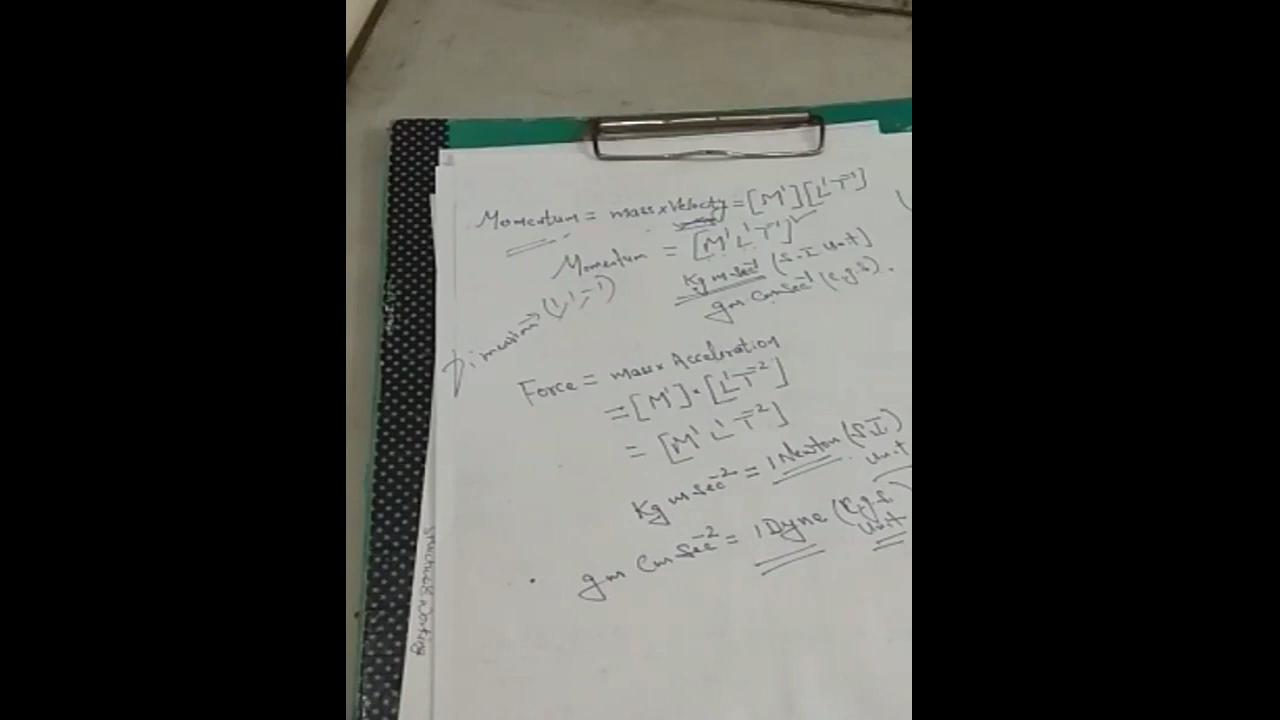 Momentum = mass x velocity = [M¹][L¹T⁻¹]
Momentum = [M¹L¹T⁻¹]
Kg m sec⁻¹ (S.I unit)
gm cm sec⁻¹ (C.g.s).
Dimension → (1, 1, -1)
Force = mass x Acceleration
= [M¹] × [L¹T⁻²]
= [M¹L¹T⁻²]
Kg m sec⁻² = 1 Newton (S.I) unit
gm cm sec⁻² = 1 Dyne (C.g.s. unit